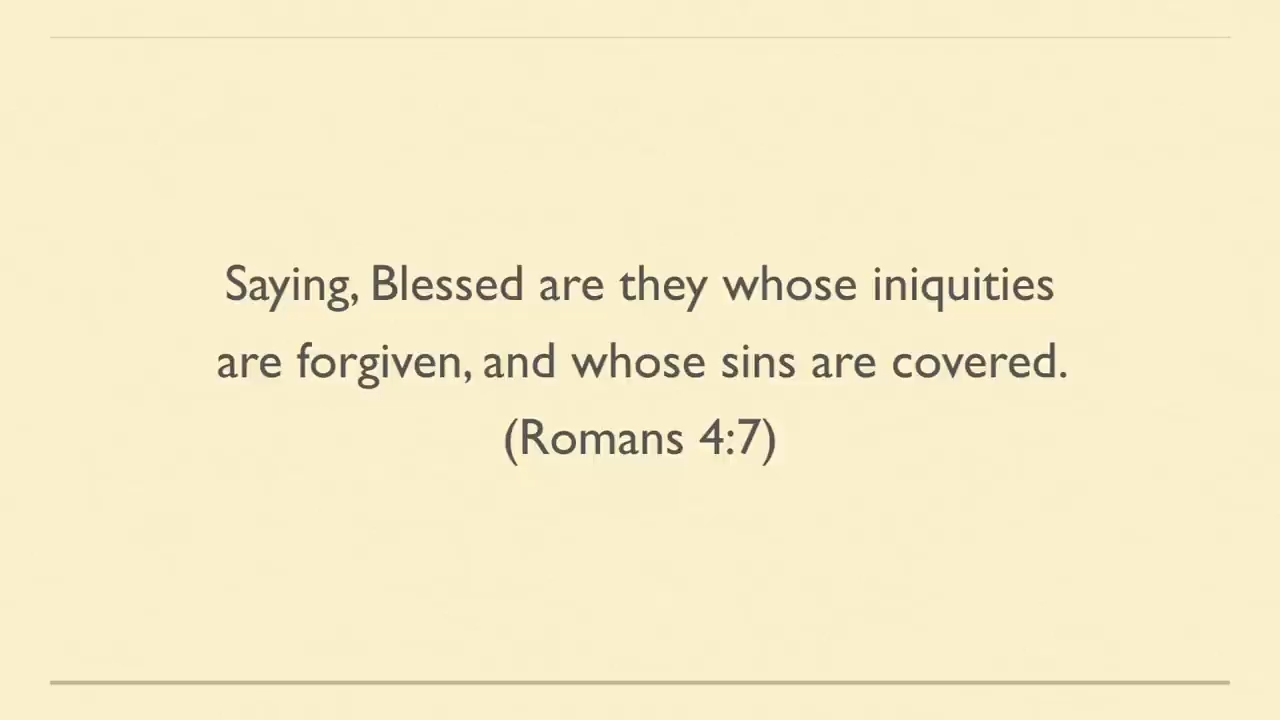 Saying, Blessed are they whose iniquities
are forgiven, and whose sins are covered.
(Romans 4:7)